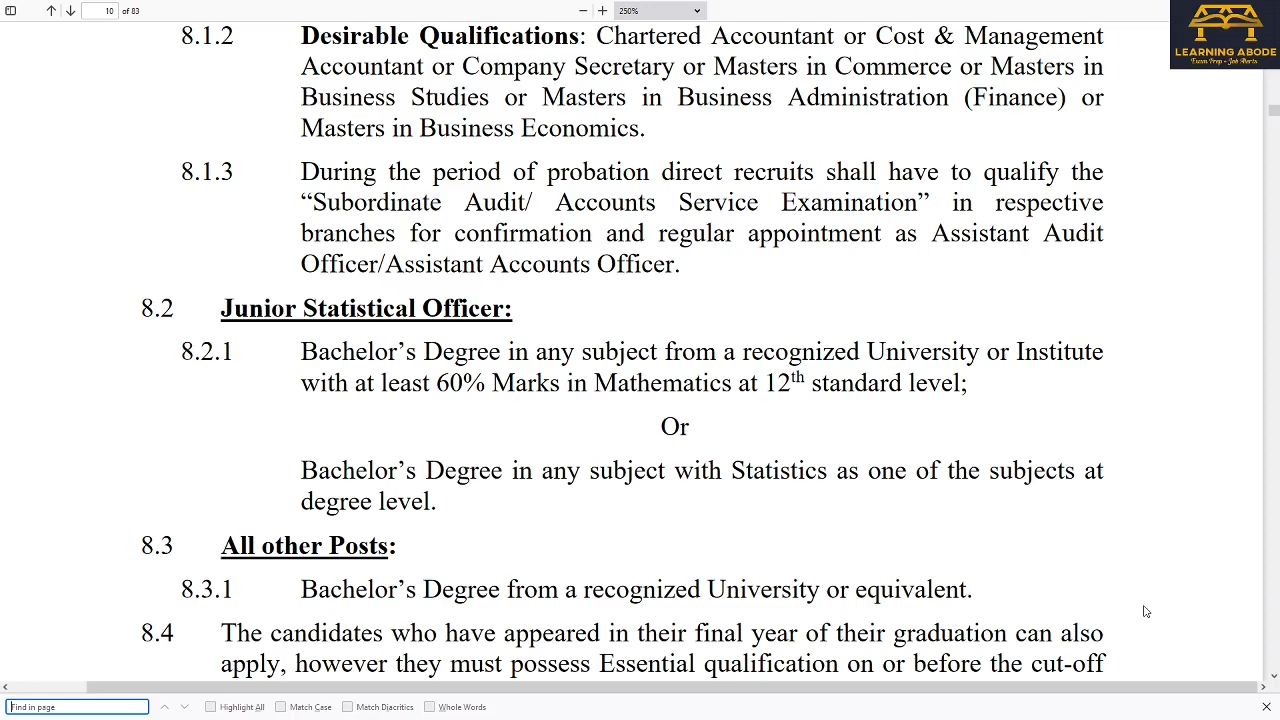 10 of 83
250%
LEARNING ABODE
Exam Prep - Job Alerts
8.1.2 Desirable Qualifications: Chartered Accountant or Cost & Management
Accountant or Company Secretary or Masters in Commerce or Masters in
Business Studies or Masters in Business Administration (Finance) or
Masters in Business Economics.
8.1.3 During the period of probation direct recruits shall have to qualify the
“Subordinate Audit/ Accounts Service Examination” in respective
branches for confirmation and regular appointment as Assistant Audit
Officer/Assistant Accounts Officer.
8.2 Junior Statistical Officer:
8.2.1 Bachelor’s Degree in any subject from a recognized University or Institute
with at least 60% Marks in Mathematics at 12th standard level;
Or
Bachelor’s Degree in any subject with Statistics as one of the subjects at
degree level.
8.3 All other Posts:
8.3.1 Bachelor’s Degree from a recognized University or equivalent.
8.4 The candidates who have appeared in their final year of their graduation can also
apply, however they must possess Essential qualification on or before the cut-off
Find in page Highlight All Match Case Match Diacritics Whole Words